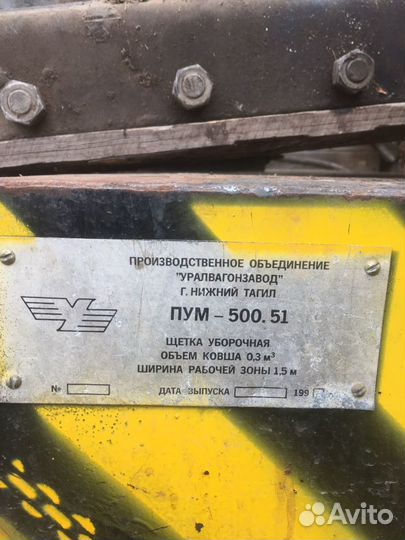 ПРОИЗВОДСТВЕННОЕ ОБЪЕДИНЕНИЕ
"УРАЛВАГОНЗАВОД"
Г. НИЖНИЙ ТАГИЛ
ПУМ – 500.51
ЩЕТКА УБОРОЧНАЯ
ОБЪЕМ КОВША 0,3 м³
ШИРИНА РАБОЧЕЙ ЗОНЫ 1,5 м
№ ДАТА ВЫПУСКА 199
Avito